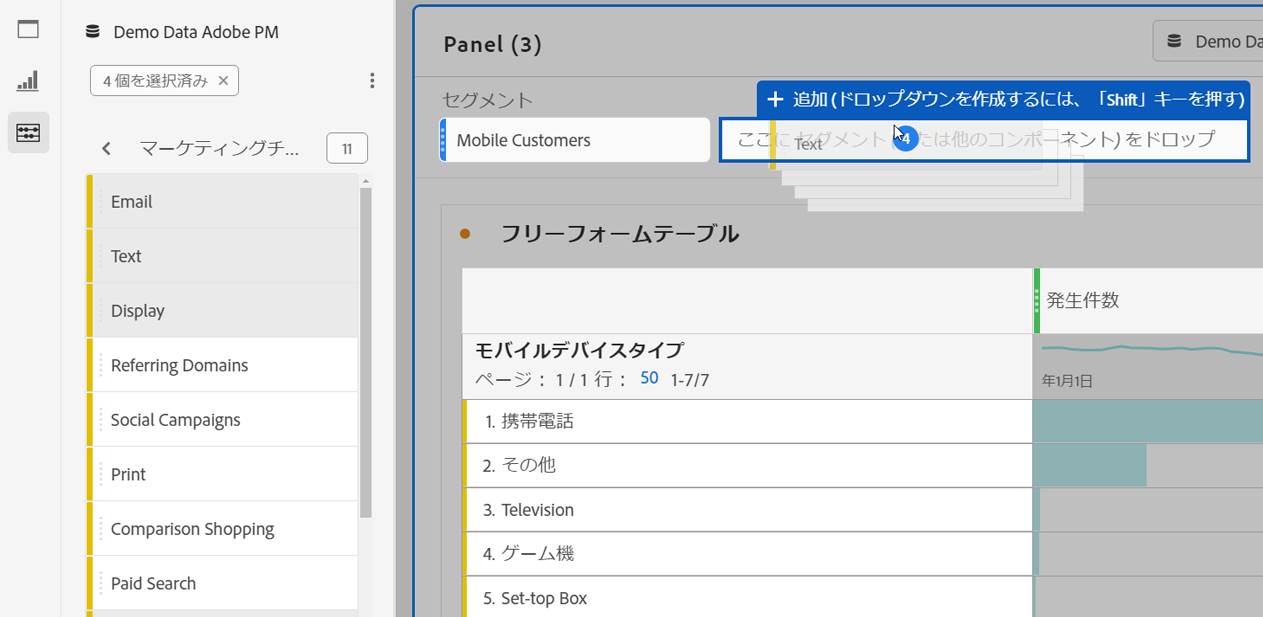 Demo Data Adobe PM
4 個を選択済み ×
マーケティングチ... 11
Email
Text
Display
Referring Domains
Social Campaigns
Print
Comparison Shopping
Paid Search
Panel (3)
Demo Da
セグメント
+ 追加 (ドロップダウンを作成するには、「Shift」キーを押す)
Mobile Customers
ここに セグメント (または他のコンポーネント) をドロップ
Text
4
フリーフォームテーブル
発生件数
モバイルデバイスタイプ
ページ： 1 / 1 行： 50 1-7/7
年1月1日
1. 携帯電話
2. その他
3. Television
4. ゲーム機
5. Set-top Box